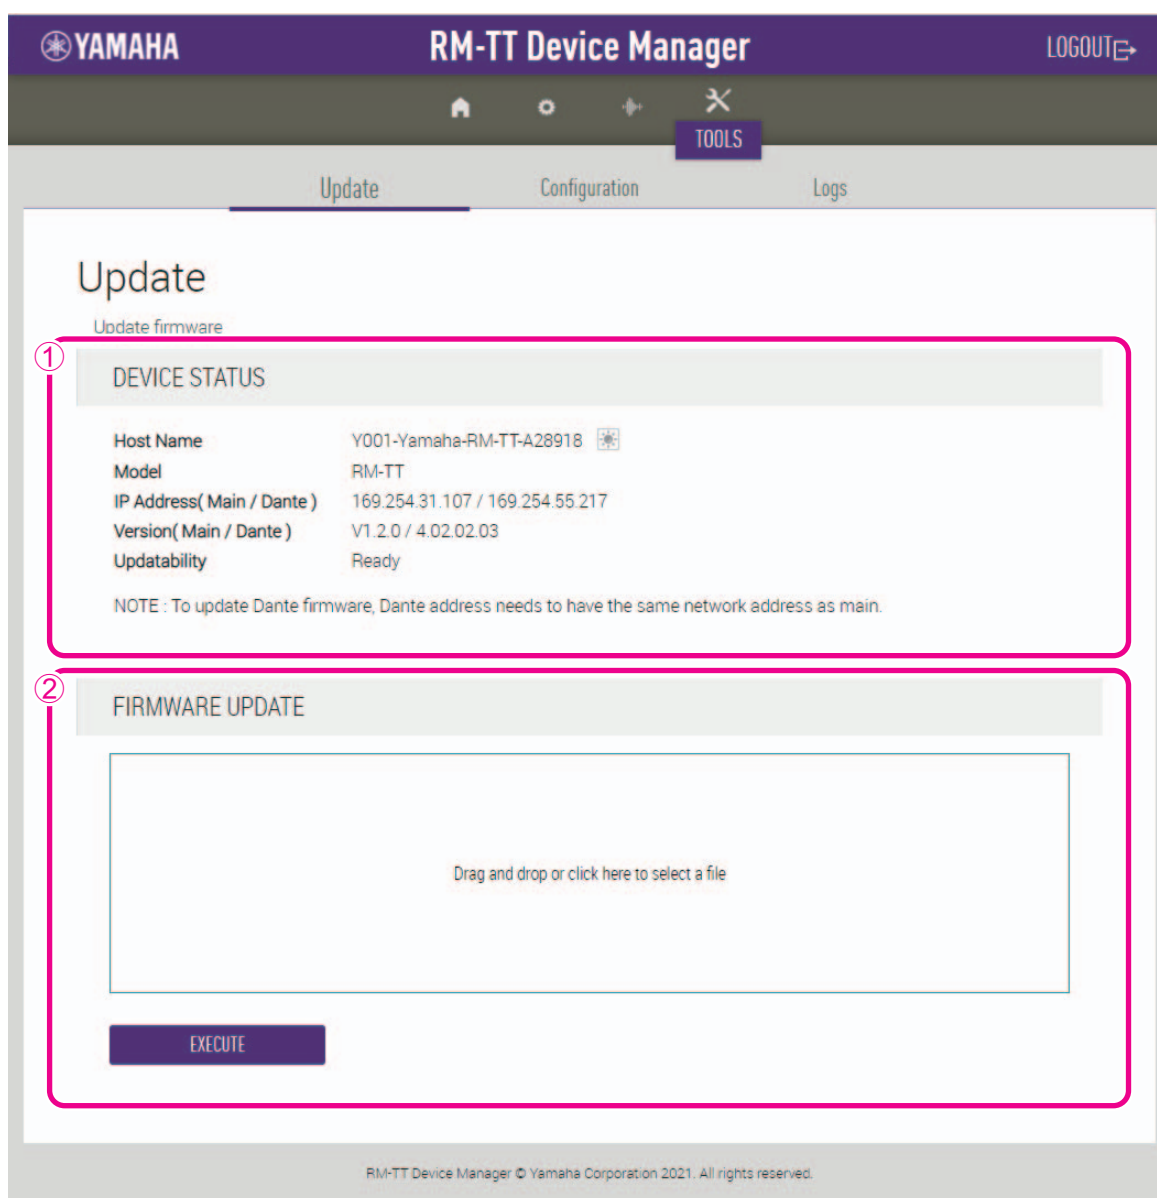 YAMAHA RM-TT Device Manager LOGOUT
TOOLS
Update Configuration Logs
Update
Update firmware
1
DEVICE STATUS
Host Name Y001-Yamaha-RM-TT-A28918
Model RM-TT
IP Address( Main / Dante ) 169.254.31.107 / 169.254.55.217
Version( Main / Dante ) V1.2.0 / 4.02.02.03
Updatability Ready
NOTE : To update Dante firmware, Dante address needs to have the same network address as main.
2
FIRMWARE UPDATE
Drag and drop or click here to select a file
EXECUTE
RM-TT Device Manager © Yamaha Corporation 2021. All rights reserved.